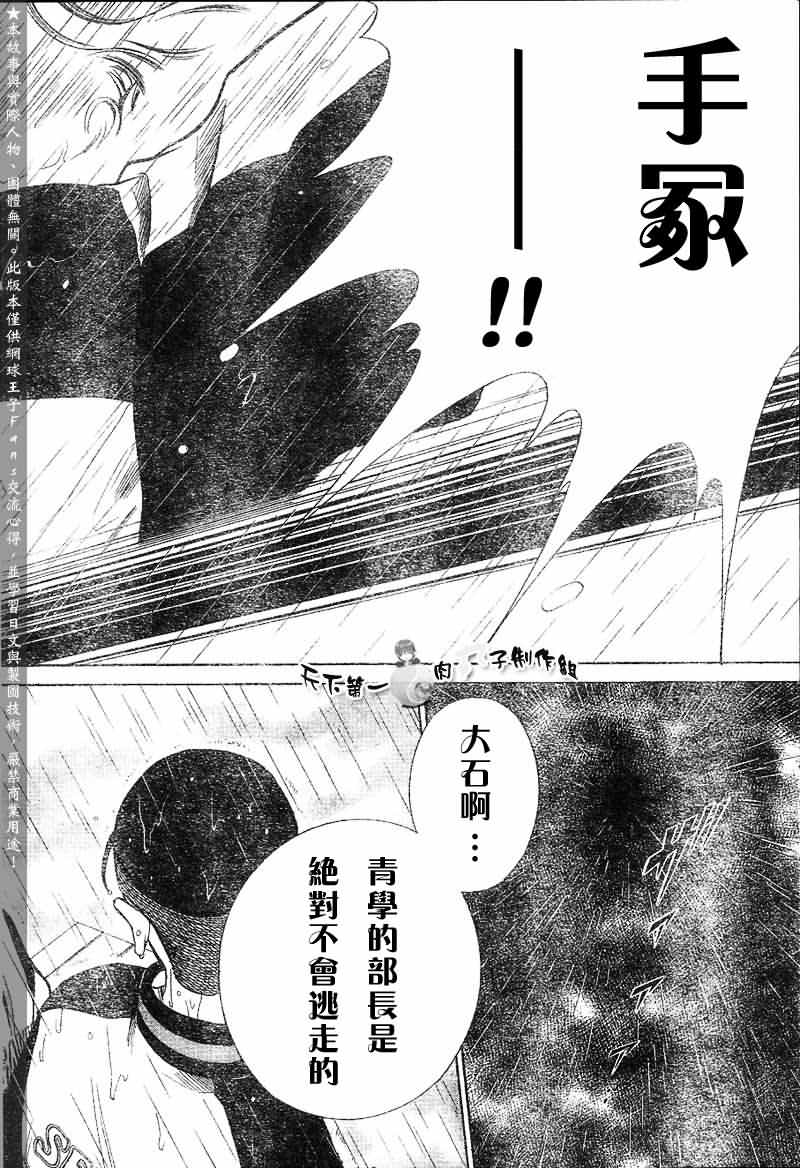 手冢
——!!
大石啊…
青學的部長是
絕對不會逃走的
天下第一
肉
子制作組
SE
★本故事與實際人物、團體無關。此版本僅供網球王子Fans交流心得，並學習日文與製圖技術，嚴禁商業用途！